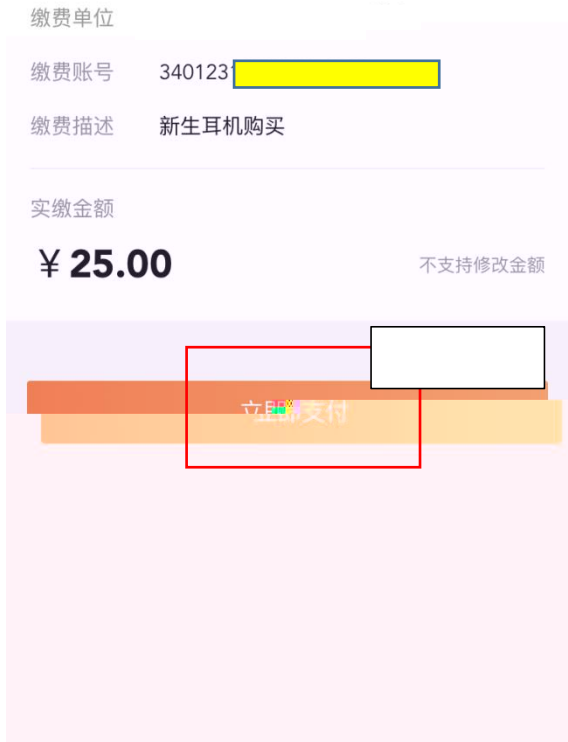 缴费单位
缴费账号 340123
缴费描述 新生耳机购买
实缴金额
￥25.00 不支持修改金额
立即支付